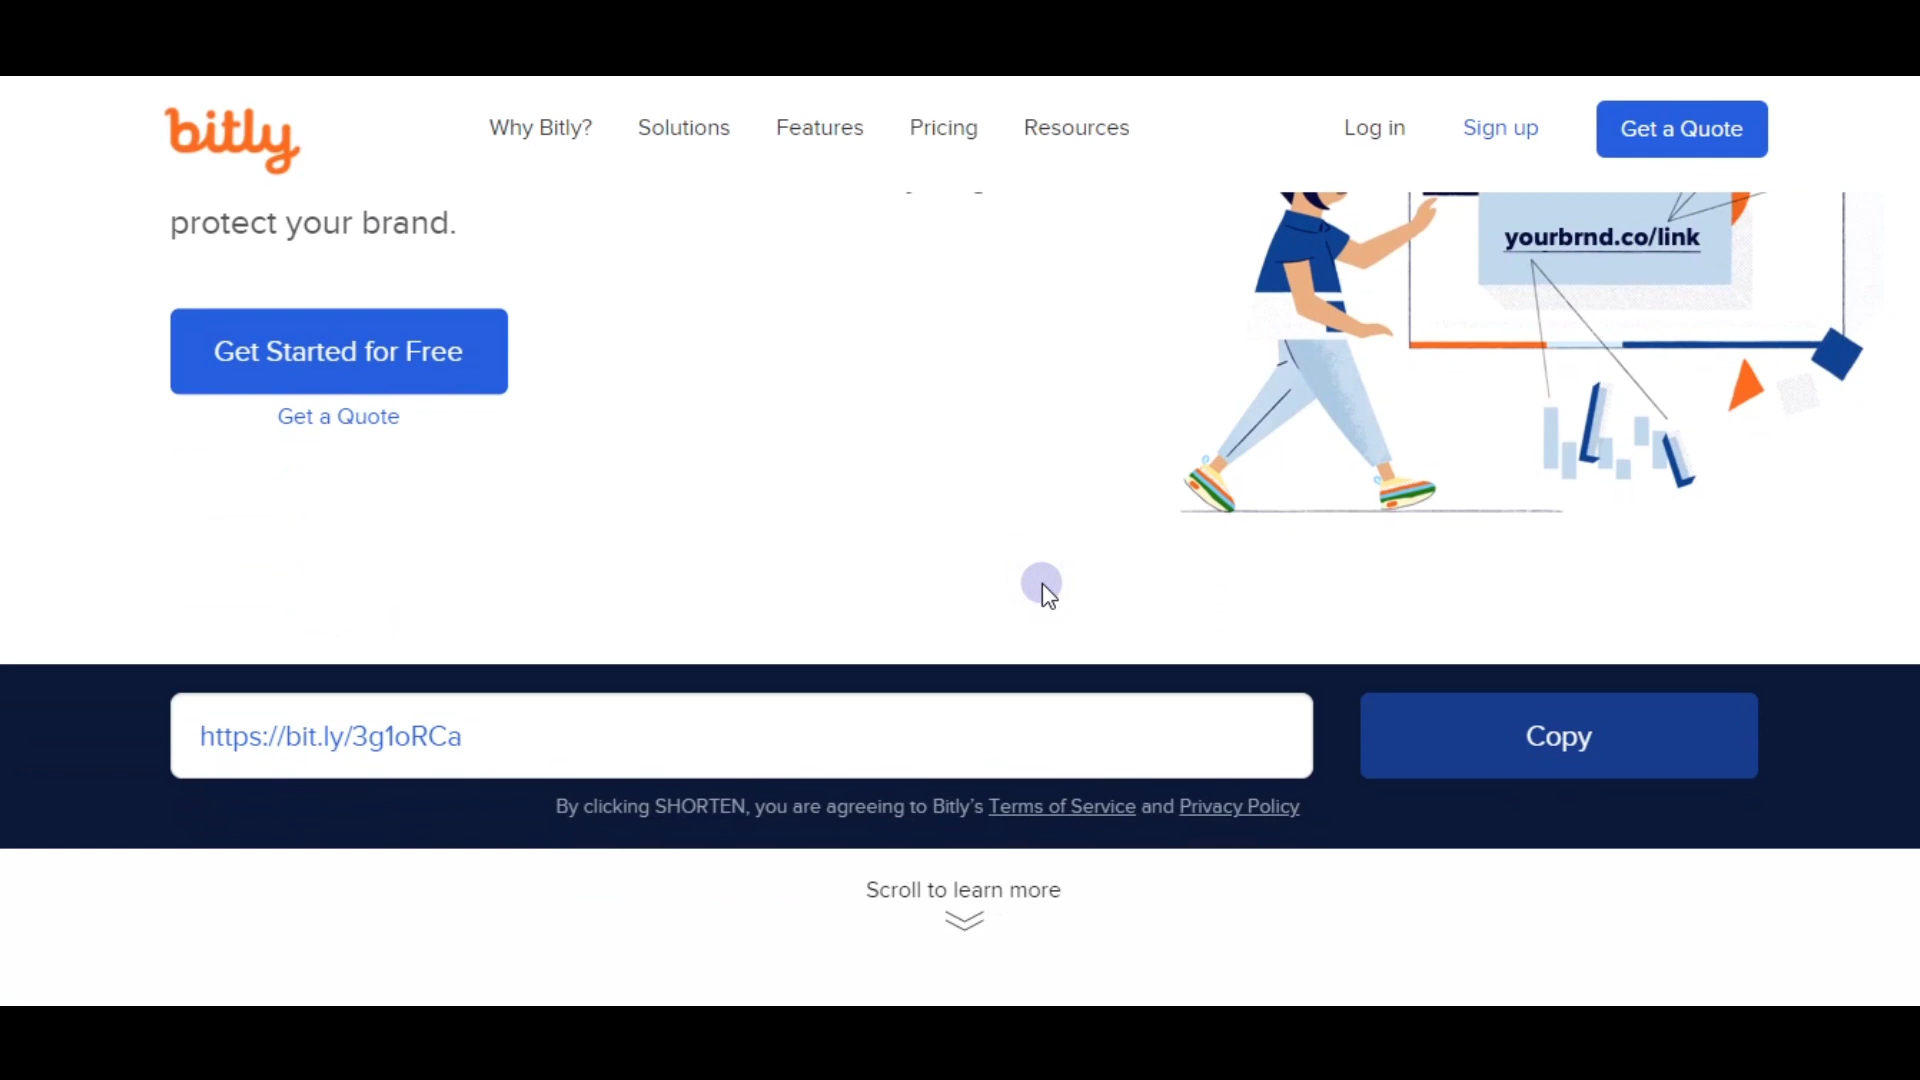 bitly
Why Bitly? Solutions Features Pricing Resources Log in Sign up Get a Quote
protect your brand.
yourbrnd.co/link
Get Started for Free
Get a Quote
https://bit.ly/3g1oRCa Copy
By clicking SHORTEN, you are agreeing to Bitly’s Terms of Service and Privacy Policy
Scroll to learn more